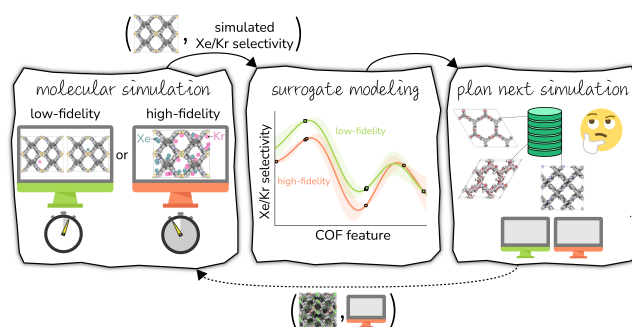 simulated
Xe/Kr selectivity
molecular simulation
low-fidelity
or
high-fidelity
Xe
Kr
surrogate modeling
Xe/Kr selectivity
low-fidelity
high-fidelity
COF feature
plan next simulation